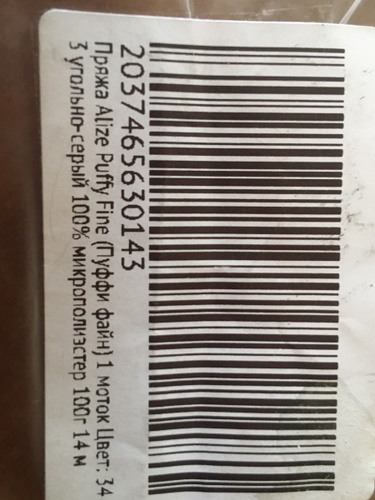 2037465630143
Пряжа Alize Puffy Fine (Пуффи файн) 1 моток Цвет: 34
3 угольно-серый 100% микрополиэстер 100г 14 м